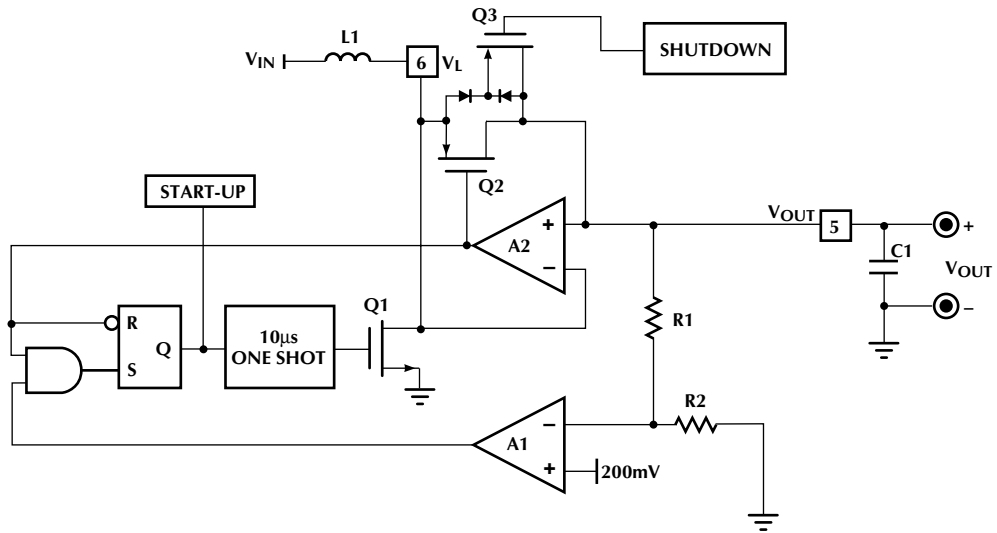 Q3
L1
SHUTDOWN
VIN
6
VL
Q2
START-UP
VOUT
5
+
A2
+
−
C1
VOUT
−
Q1
R
Q
S
10µs
ONE SHOT
R1
R2
A1
−
+
200mV